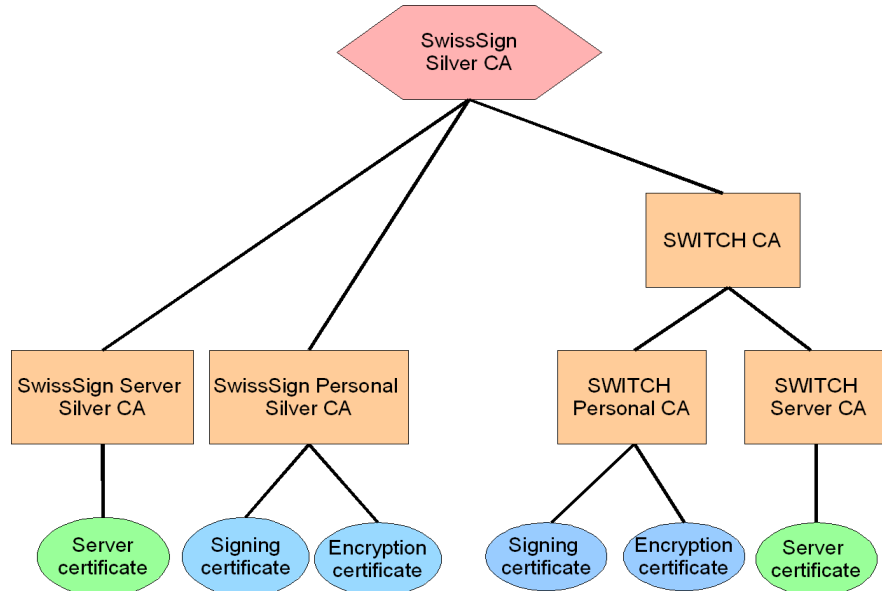 SwissSign
Silver CA
SWITCH CA
SwissSign Server
Silver CA
SwissSign Personal
Silver CA
SWITCH
Personal CA
SWITCH
Server CA
Server
certificate
Signing
certificate
Encryption
certificate
Signing
certificate
Encryption
certificate
Server
certificate